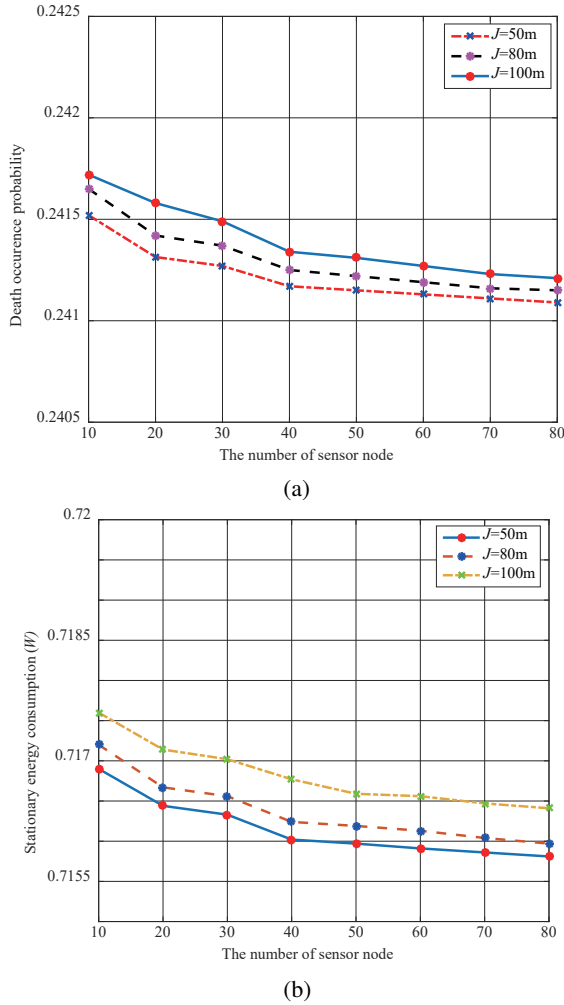 0.2425
J=50m
J=80m
J=100m
0.242
0.2415
0.241
0.2405
Death occurence probability
10 20 30 40 50 60 70 80
The number of sensor node
(a)
0.72
J=50m
J=80m
J=100m
0.7185
0.717
0.7155
Stationary energy consumption (W)
10 20 30 40 50 60 70 80
The number of sensor node
(b)